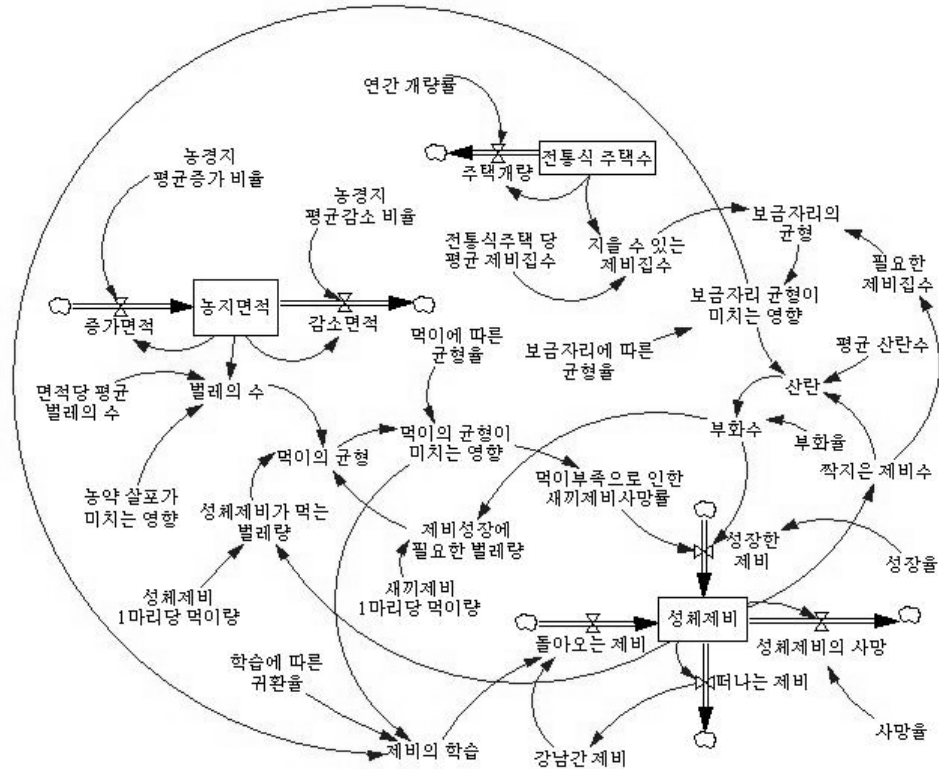 연간 개량률
전통식 주택수
주택개량
농경지
평균증가 비율
농경지
평균감소 비율
전통식주택 당
평균 제비집수
지을 수 있는
제비집수
보금자리의
균형
필요한
제비집수
농지면적
증가면적
감소면적
보금자리 균형이
미치는 영향
보금자리에 따른
균형율
평균 산란수
먹이에 따른
균형율
면적당 평균
벌레의 수
벌레의 수
산란
먹이의 균형
먹이의 균형이
미치는 영향
부화수
부화율
짝지은 제비수
농약 살포가
미치는 영향
성체제비가 먹는
벌레량
먹이부족으로 인한
새끼제비사망률
제비성장에
필요한 벌레량
성장한
제비
성장율
성체제비
1마리당 먹이량
새끼제비
1마리당 먹이량
성체제비
돌아오는 제비
성체제비의 사망
학습에 따른
귀환율
떠나는 제비
제비의 학습
강남간 제비
사망율